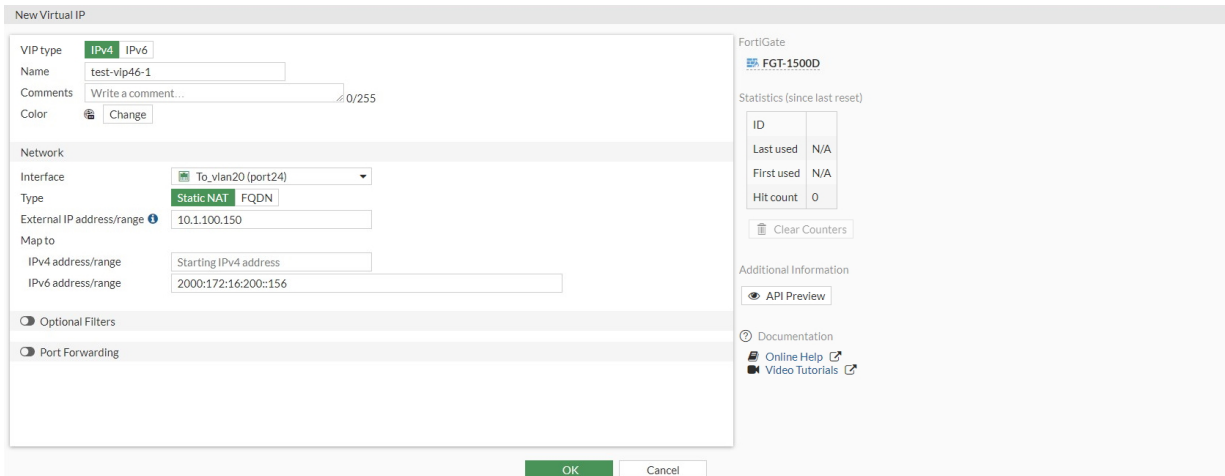 New Virtual IP
VIP type IPv4 IPv6
Name test-vip46-1
Comments Write a comment... 0/255
Color Change
Network
Interface To_vlan20 (port24)
Type Static NAT FQDN
External IP address/range 10.1.100.150
Map to
IPv4 address/range Starting IPv4 address
IPv6 address/range 2000:172:16:200::156
Optional Filters
Port Forwarding
FortiGate
FGT-1500D
Statistics (since last reset)
ID
Last used N/A
First used N/A
Hit count 0
Clear Counters
Additional Information
API Preview
Documentation
Online Help
Video Tutorials
OK Cancel